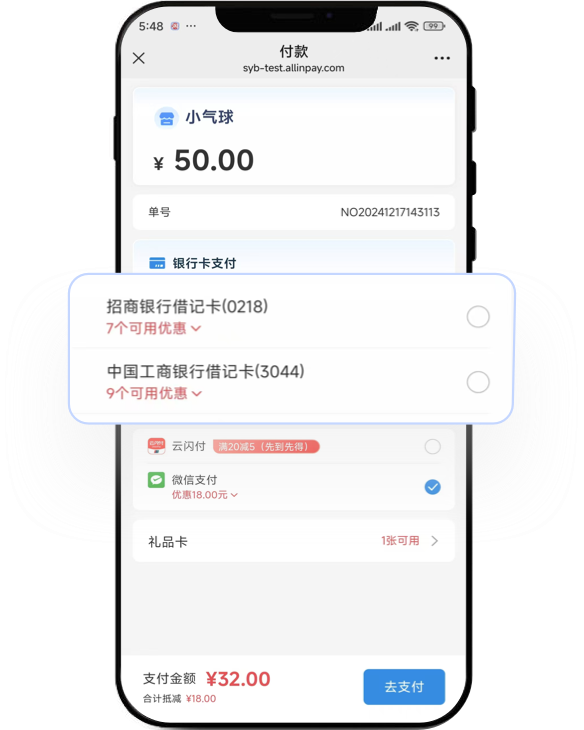 5:48
99
付款
syb-test.allinpay.com
小气球
¥ 50.00
单号 NO20241217143113
银行卡支付
招商银行借记卡(0218)
7个可用优惠
中国工商银行借记卡(3044)
9个可用优惠
云闪付 满20减5（先到先得）
微信支付
优惠18.00元
礼品卡 1张可用
支付金额 ¥32.00
合计抵减 ¥18.00
去支付